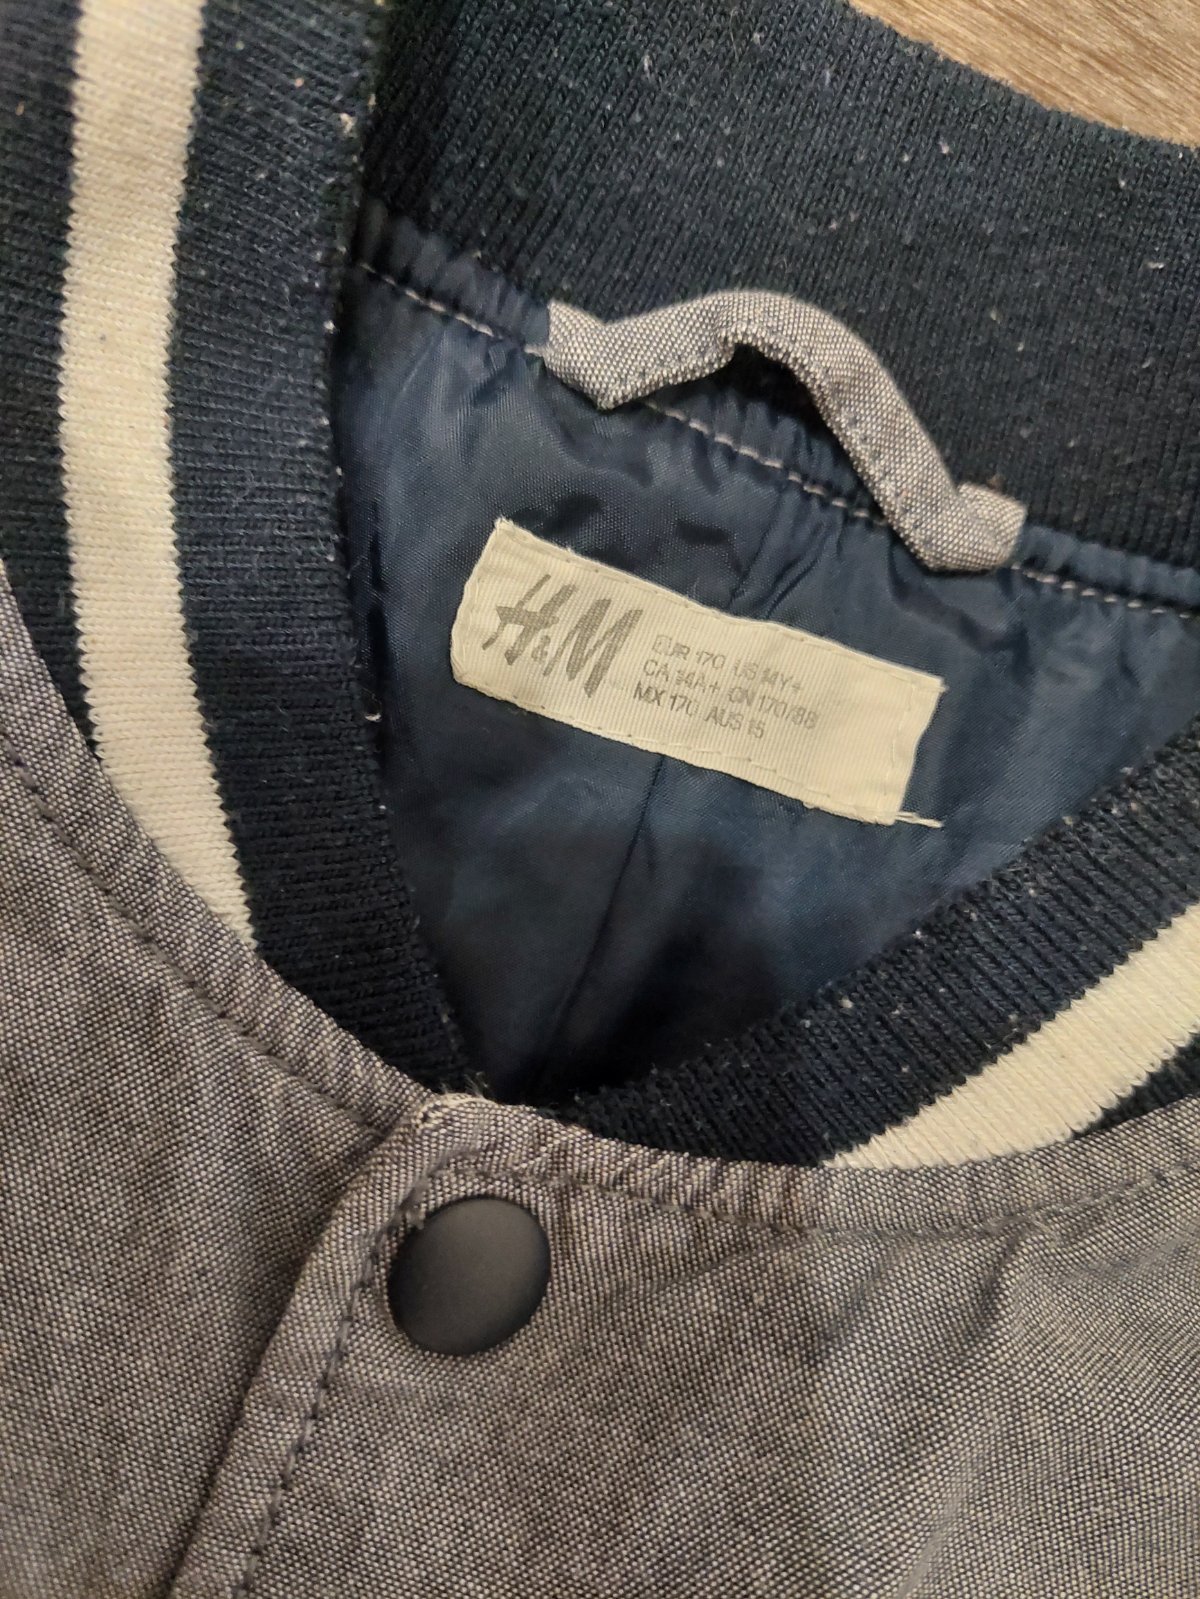 H&M
EUR 170 US 14Y+
CA 14A+ CN 170/88
MX 170 AUS 15